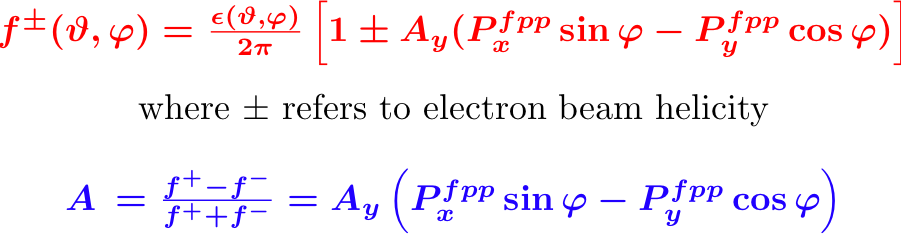 f^±(ϑ, φ) = ϵ(ϑ,φ)/2π [1 ± A_y(P_x^{fpp} sin φ − P_y^{fpp} cos φ)]
where ± refers to electron beam helicity
A = (f^+ − f^-)/(f^+ + f^-) = A_y (P_x^{fpp} sin φ − P_y^{fpp} cos φ)